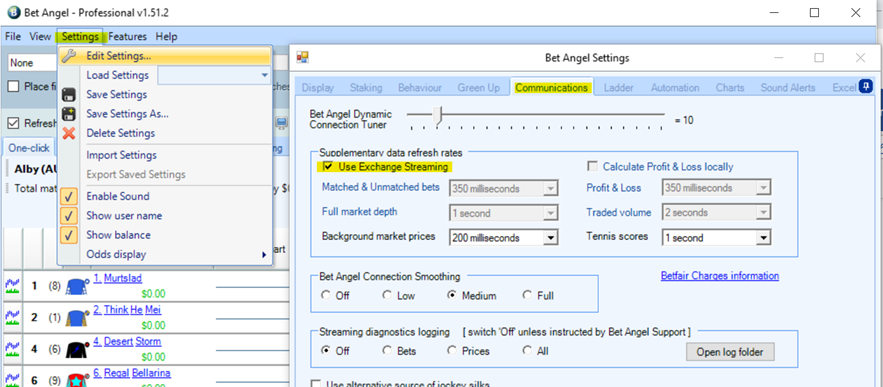 Bet Angel - Professional v1.51.2
File View Settings Features Help
None
Place fi
Refresh
One-click
Alby (AU
Total mat
Edit Settings...
Load Settings
Save Settings
Save Settings As...
Delete Settings
Import Settings
Export Saved Settings
Enable Sound
Show user name
Show balance
Odds display
ches
ng
y $0
art
1 (8) 1. Murtslad
$0.00
2 (1) 2. Think He Mei
$0.00
4 (6) 4. Desert Storm
$0.00
6 (9) 6. Regal Bellarina
Bet Angel Settings
Display Staking Behaviour Green Up Communications Ladder Automation Charts Sound Alerts Excel
Bet Angel Dynamic
Connection Tuner
= 10
Supplementary data refresh rates
Use Exchange Streaming Calculate Profit & Loss locally
Matched & Unmatched bets 350 milliseconds Profit & Loss 350 milliseconds
Full market depth 1 second Traded volume 2 seconds
Background market prices 200 milliseconds Tennis scores 1 second
Bet Angel Connection Smoothing
Betfair Charges information
Off Low Medium Full
Streaming diagnostics logging [ switch 'Off' unless instructed by Bet Angel Support ]
Off Bets Prices All Open log folder
Use alternative source of jockey silks